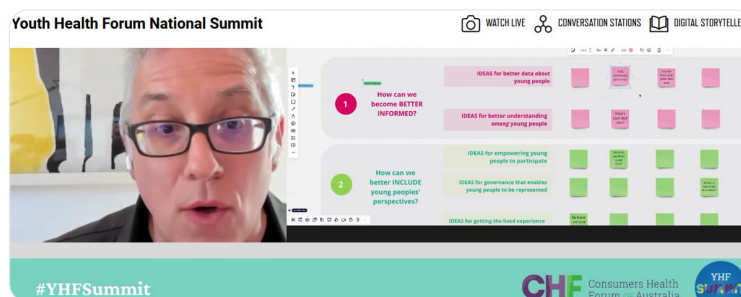 Youth Health Forum National Summit
WATCH LIVE
CONVERSATION STATIONS
DIGITAL STORYTELLE
1
How can we
become BETTER
INFORMED?
IDEAS for better data about
young people
IDEAS for better understanding
among young people
2
How can we
better INCLUDE
young peoples'
perspectives?
IDEAS for empowering young
people to participate
IDEAS for governance that enables
young people to be represented
IDEAS for getting the lived experience
#YHFSummit
CHF
Consumers Health
Forum OF Australia
YHF